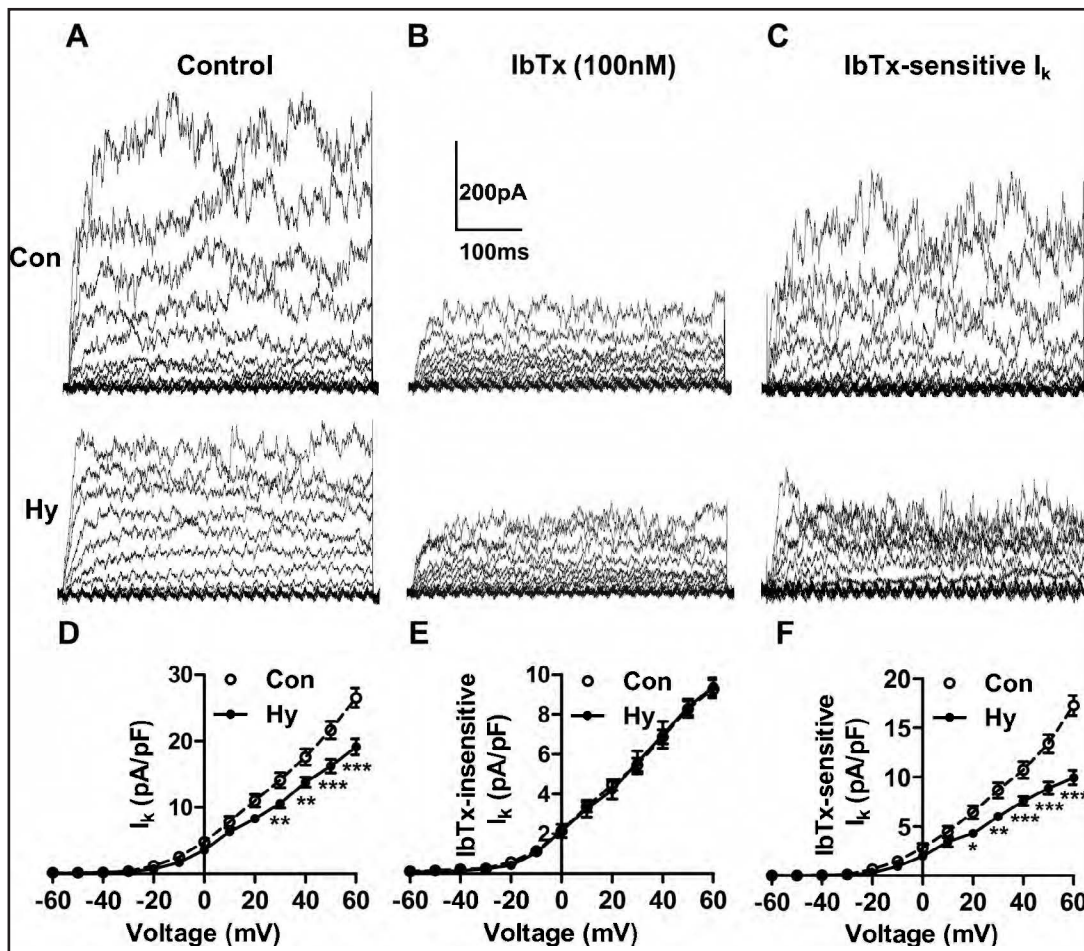 A
Control
B
IbTx (100nM)
C
IbTx-sensitive Iₖ
Con
200pA
100ms
Hy
D
Iₖ (pA/pF)
30
20
10
Con
Hy
**
**
***
***
-60 -40 -20 0 20 40 60
Voltage (mV)
E
IbTx-insensitive
Iₖ (pA/pF)
10
8
6
4
2
Con
Hy
-60 -40 -20 0 20 40 60
Voltage (mV)
F
IbTx-sensitive
Iₖ (pA/pF)
20
15
10
5
Con
Hy
*
**
***
***
***
-60 -40 -20 0 20 40 60
Voltage (mV)